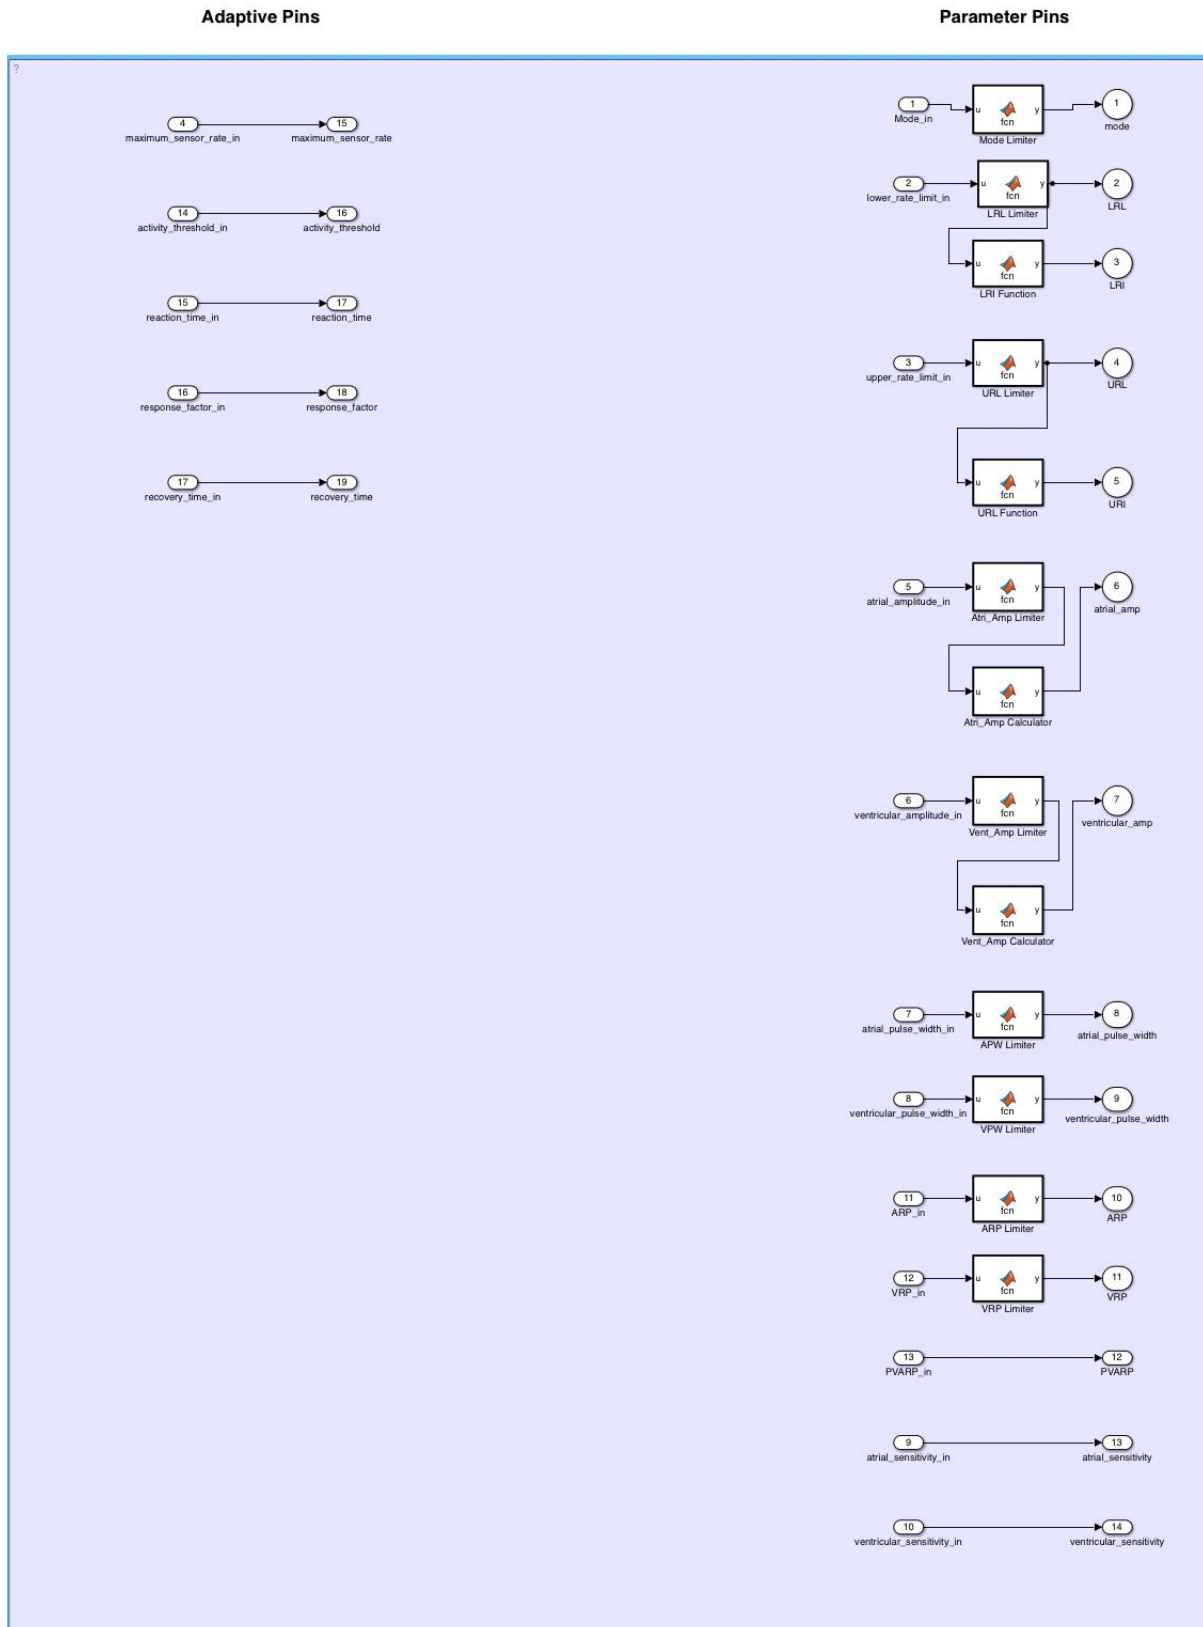 Adaptive Pins
Parameter Pins
?
4
maximum_sensor_rate_in
15
maximum_sensor_rate
14
activity_threshold_in
16
activity_threshold
15
reaction_time_in
17
reaction_time
16
response_factor_in
18
response_factor
17
recovery_time_in
19
recovery_time
1
Mode_in
u
fcn
y
Mode Limiter
1
mode
2
lower_rate_limit_in
u
fcn
y
LRL Limiter
2
LRL
u
fcn
y
LRI Function
3
LRI
3
upper_rate_limit_in
u
fcn
y
URL Limiter
4
URL
u
fcn
y
URL Function
5
URI
5
atrial_amplitude_in
u
fcn
y
Atri_Amp Limiter
6
atrial_amp
u
fcn
y
Atri_Amp Calculator
6
ventricular_amplitude_in
u
fcn
y
Vent_Amp Limiter
7
ventricular_amp
u
fcn
y
Vent_Amp Calculator
7
atrial_pulse_width_in
u
fcn
y
APW Limiter
8
atrial_pulse_width
8
ventricular_pulse_width_in
u
fcn
y
VPW Limiter
9
ventricular_pulse_width
11
ARP_in
u
fcn
y
ARP Limiter
10
ARP
12
VRP_in
u
fcn
y
VRP Limiter
11
VRP
13
PVARP_in
12
PVARP
9
atrial_sensitivity_in
13
atrial_sensitivity
10
ventricular_sensitivity_in
14
ventricular_sensitivity